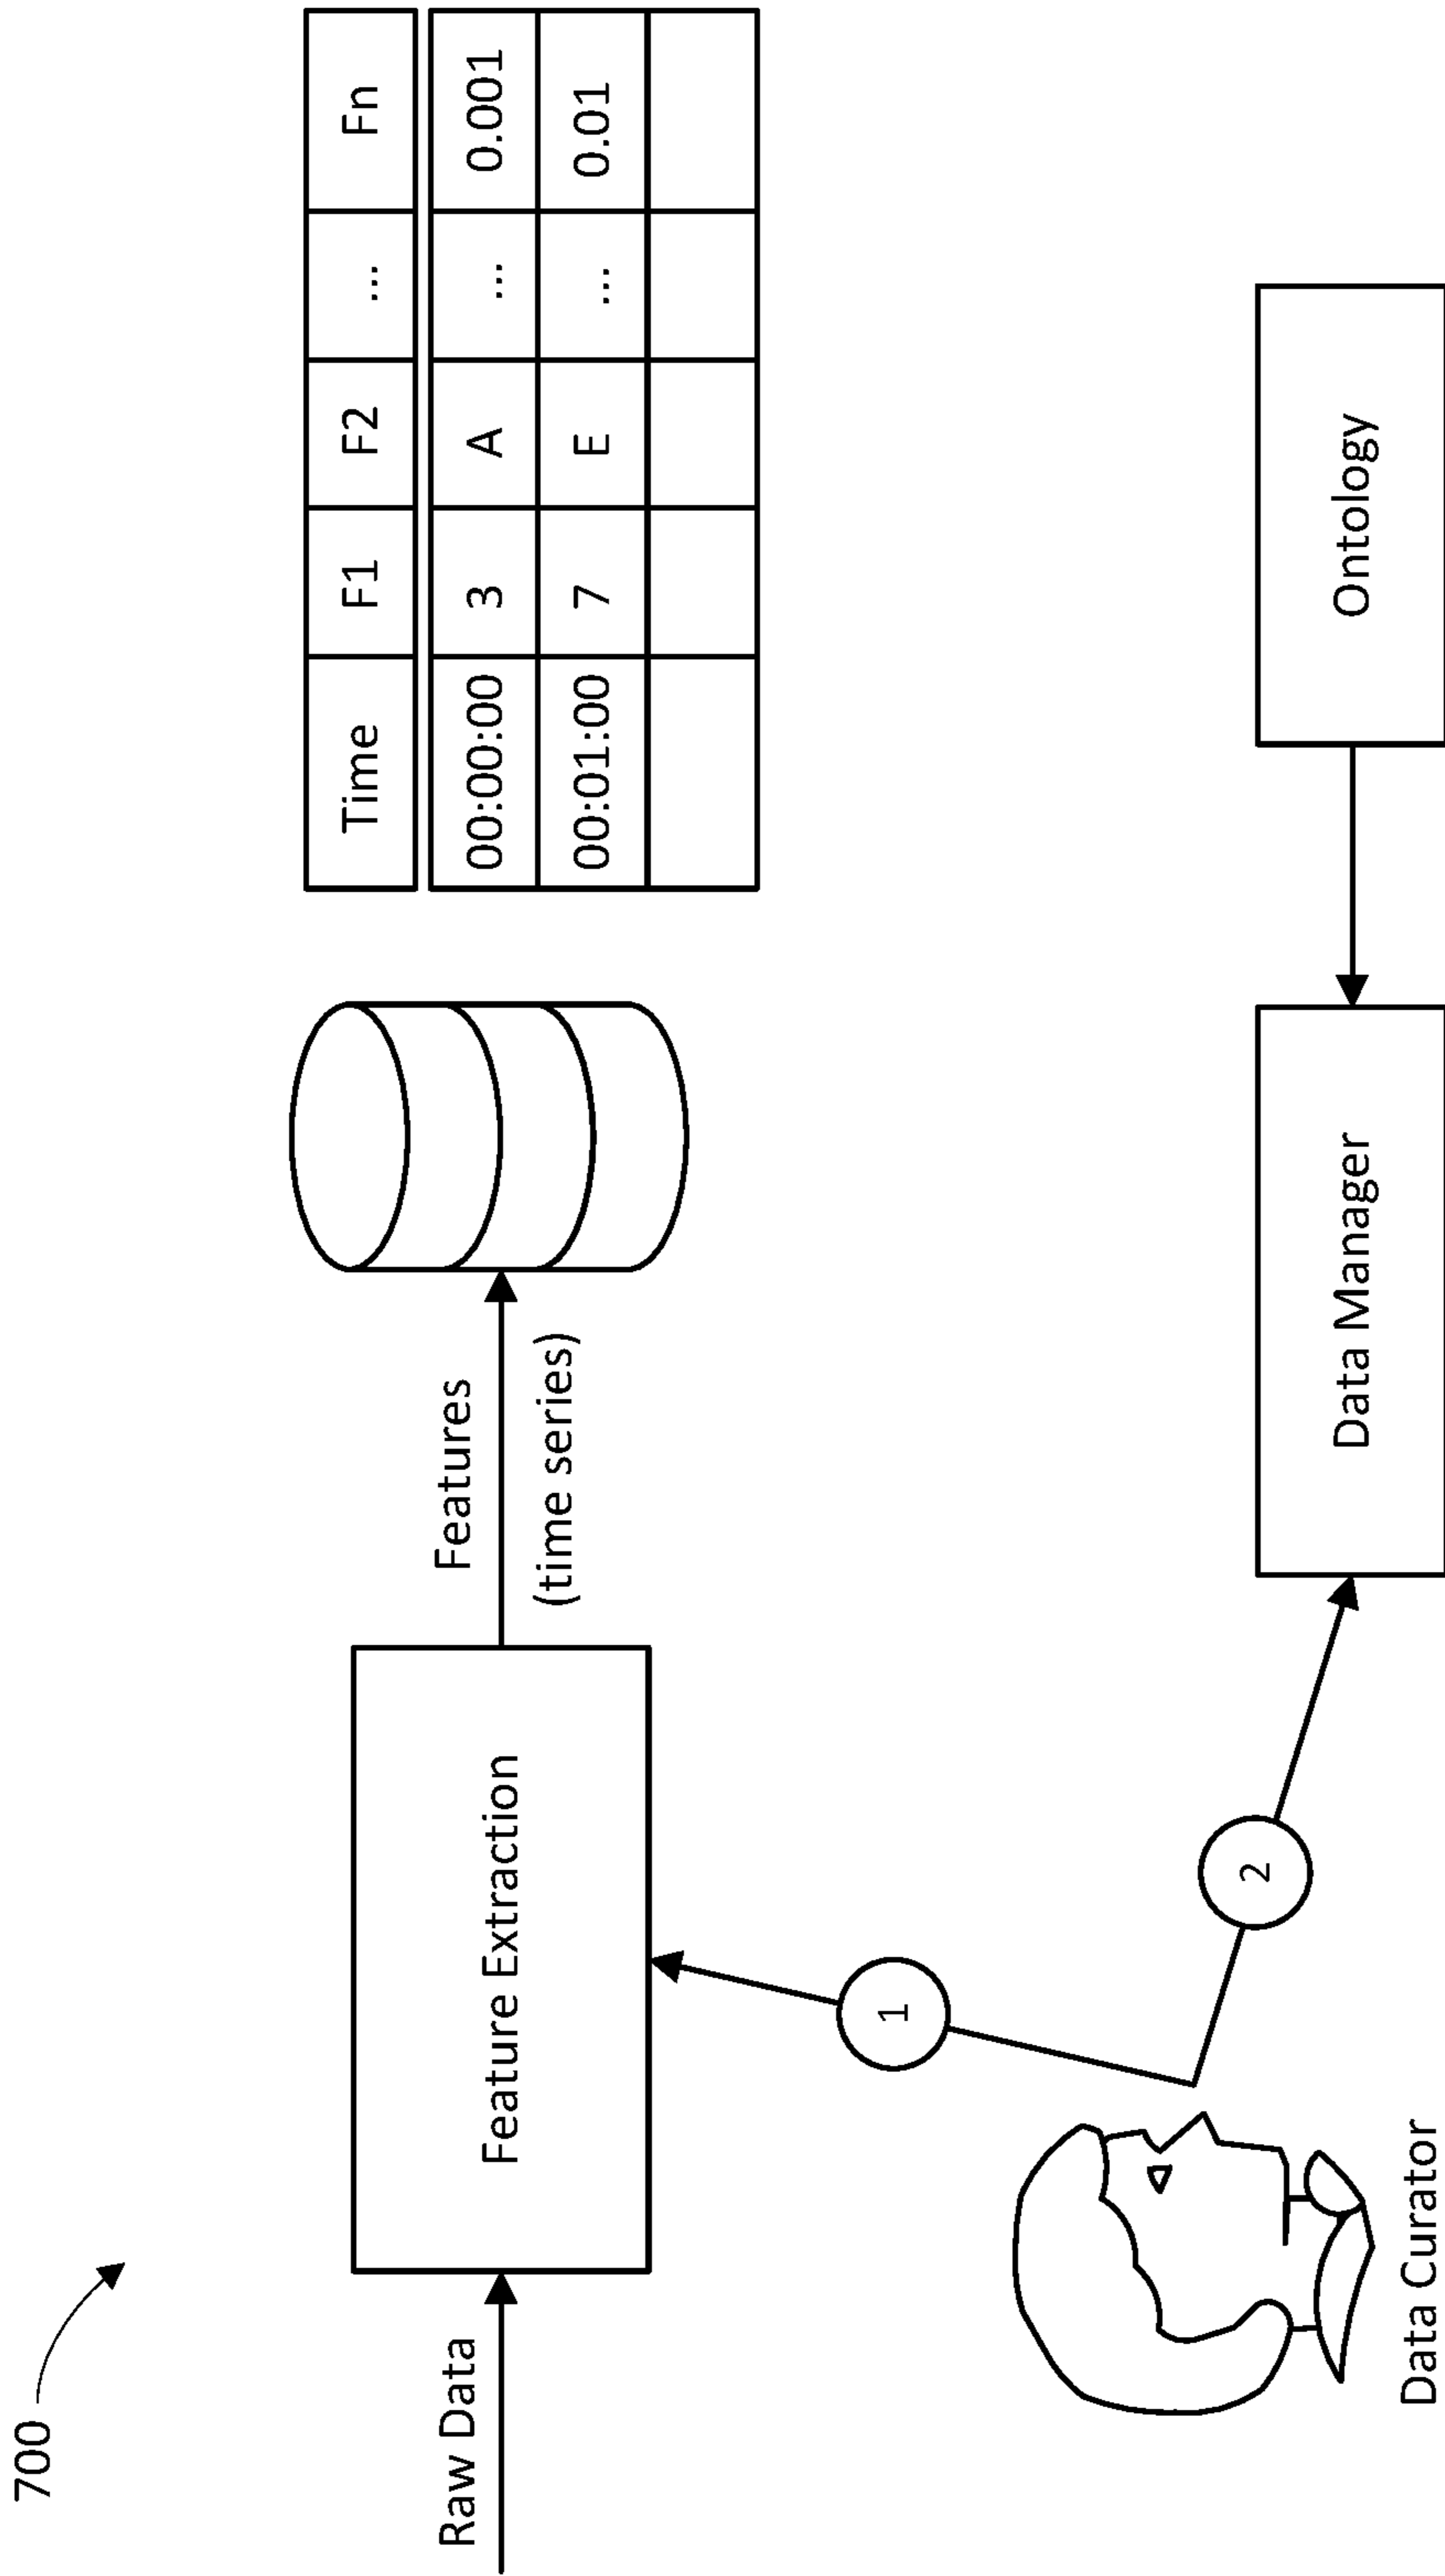 700
Raw Data
Feature Extraction
Features
(time series)
Time F1 F2 ... Fn
00:00:00 3 A ... 0.001
00:01:00 7 E ... 0.01
1
2
Data Curator
Data Manager
Ontology